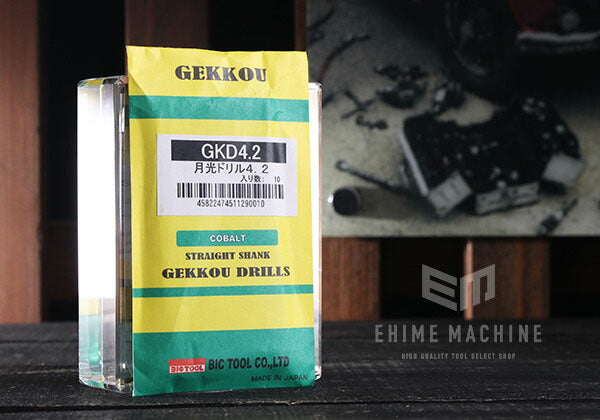 GEKKOU
GKD4.2
月光ドリル4.2
入り数: 10
45822474511290010
COBALT
STRAIGHT SHANK
GEKKOU DRILLS
BIC TOOL BIC TOOL CO.,LTD
MADE IN JAPAN
EHIME MACHINE
HIGH QUALITY TOOL SELECT SHOP